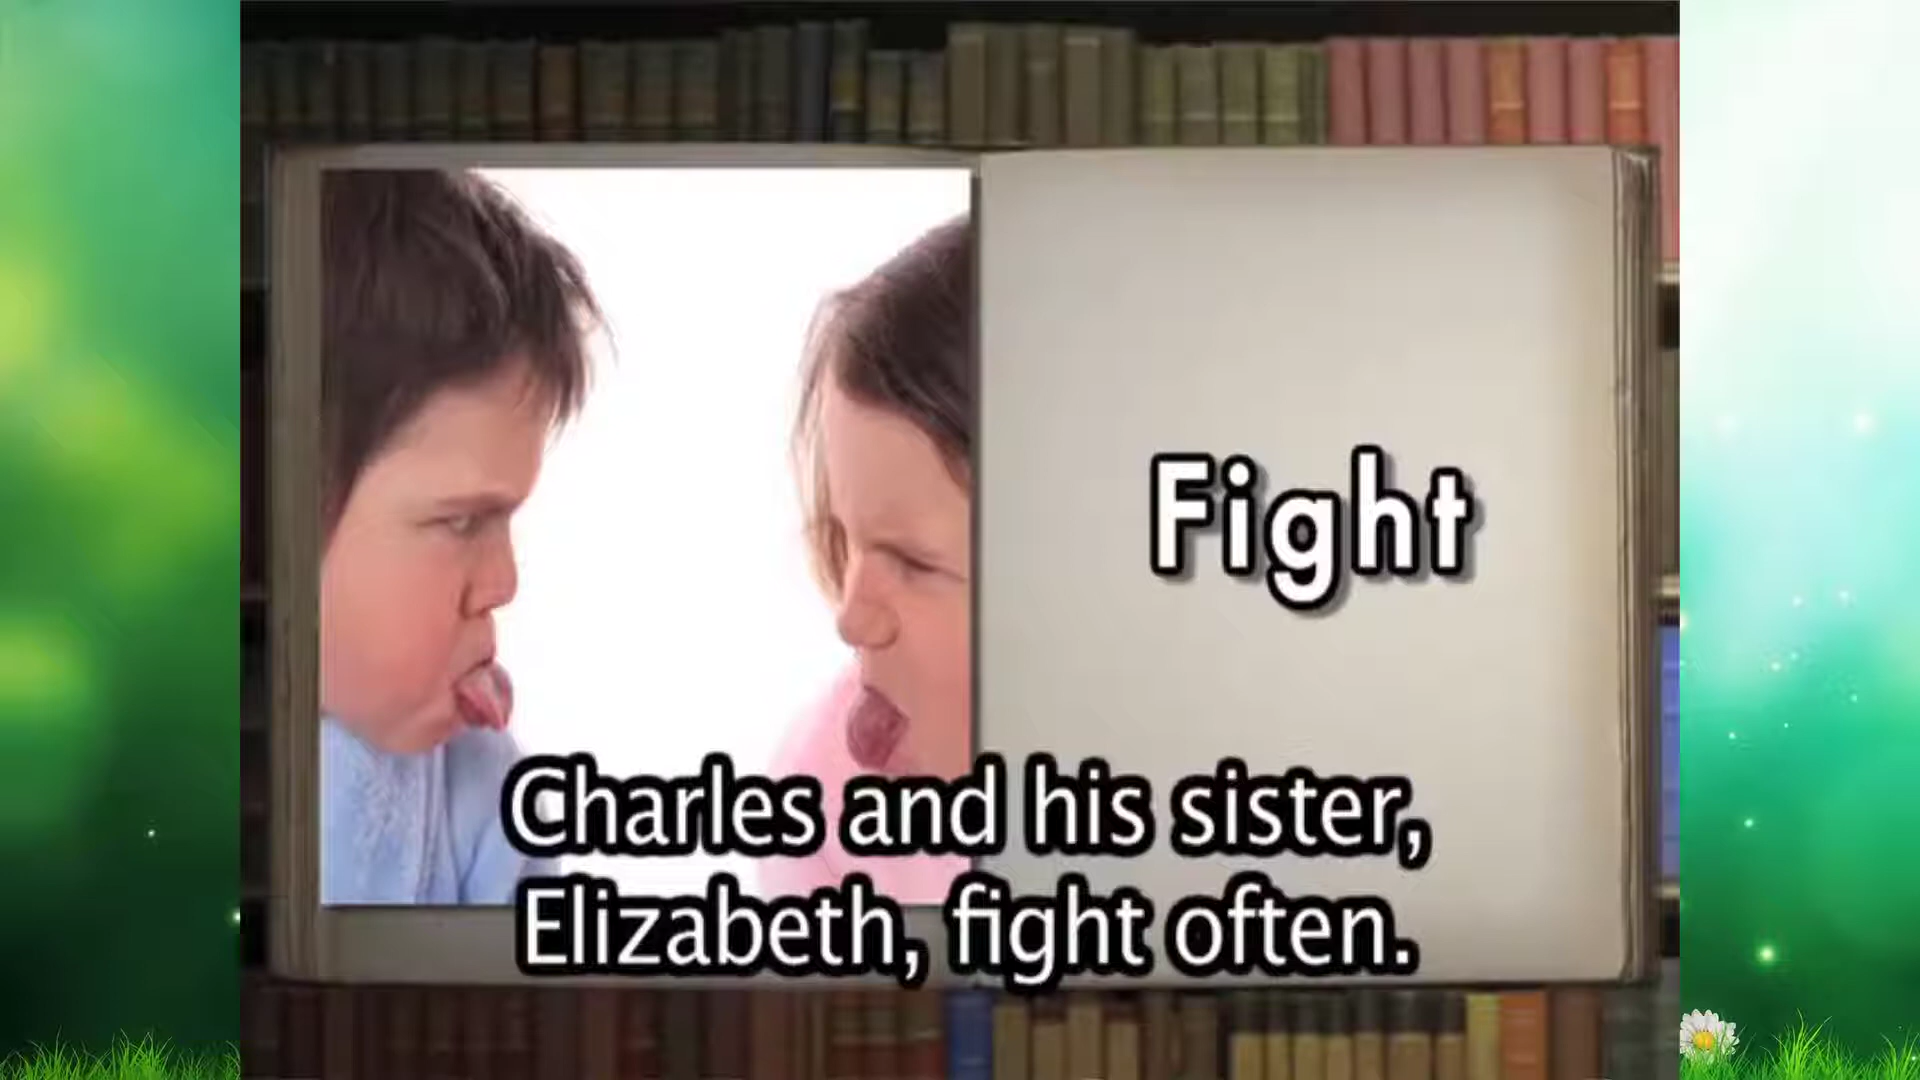 Fight
Charles and his sister,
Elizabeth, fight often.